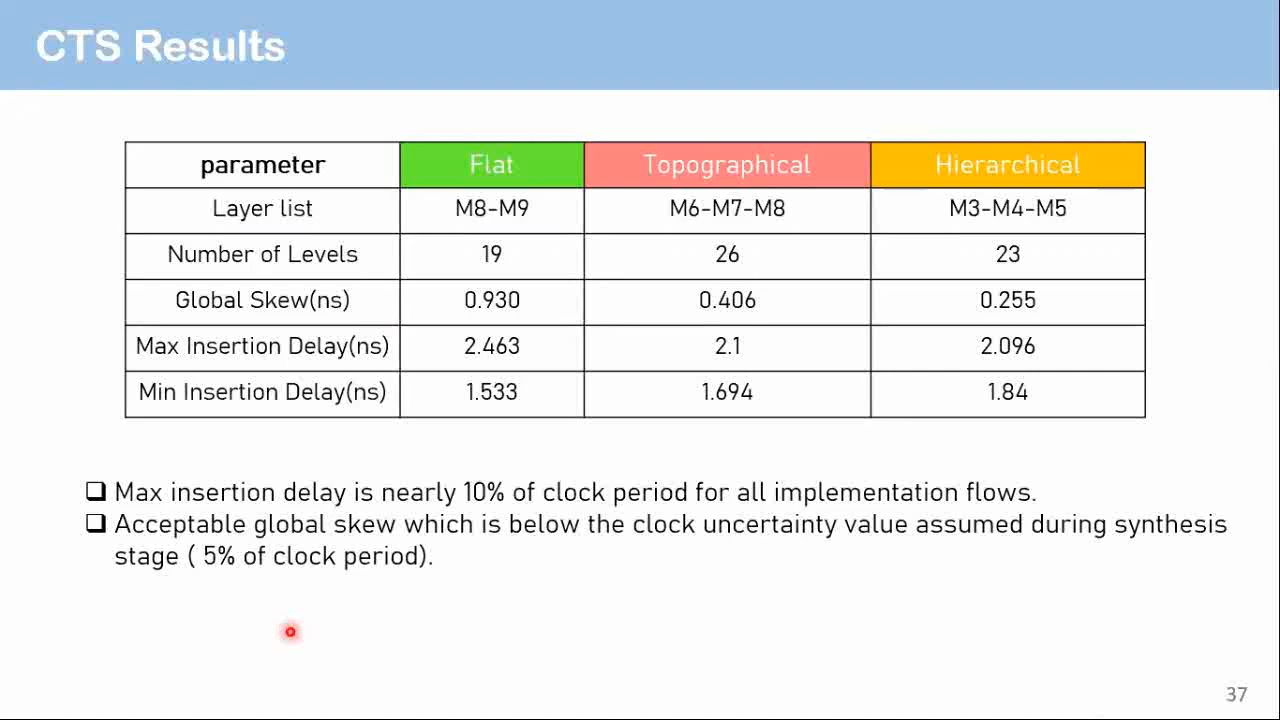 CTS Results
parameter Flat Topographical Hierarchical
Layer list M8-M9 M6-M7-M8 M3-M4-M5
Number of Levels 19 26 23
Global Skew(ns) 0.930 0.406 0.255
Max Insertion Delay(ns) 2.463 2.1 2.096
Min Insertion Delay(ns) 1.533 1.694 1.84
❑ Max insertion delay is nearly 10% of clock period for all implementation flows.
❑ Acceptable global skew which is below the clock uncertainty value assumed during synthesis
stage ( 5% of clock period).
37